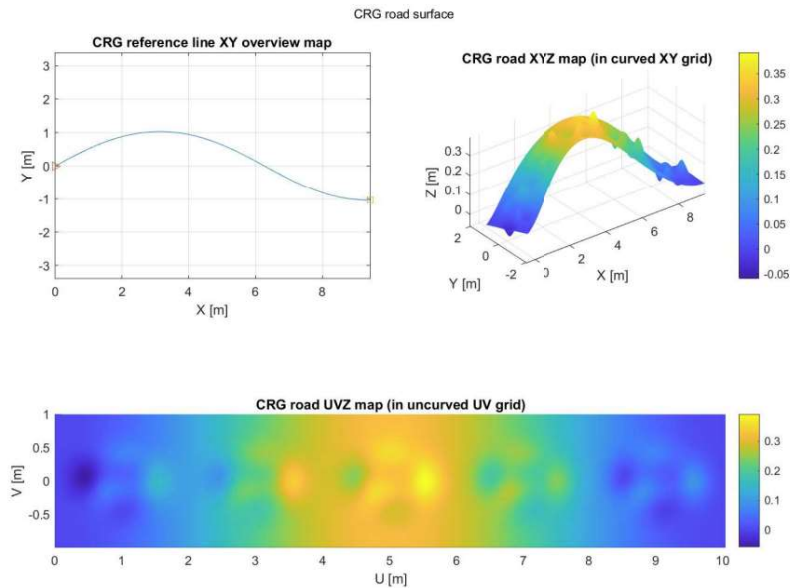 CRG road surface
CRG reference line XY overview map
3
2
1
0
-1
-2
-3
Y [m]
0 2 4 6 8
X [m]
CRG road XYZ map (in curved XY grid)
0.3
0.2
0.1
0
Z [m]
2
0
-2
Y [m]
0 2 4 6 8
X [m]
0.35
0.3
0.25
0.2
0.15
0.1
0.05
0
-0.05
CRG road UVZ map (in uncurved UV grid)
1
0.5
0
-0.5
V [m]
0 1 2 3 4 5 6 7 8 9 10
U [m]
0.3
0.2
0.1
0